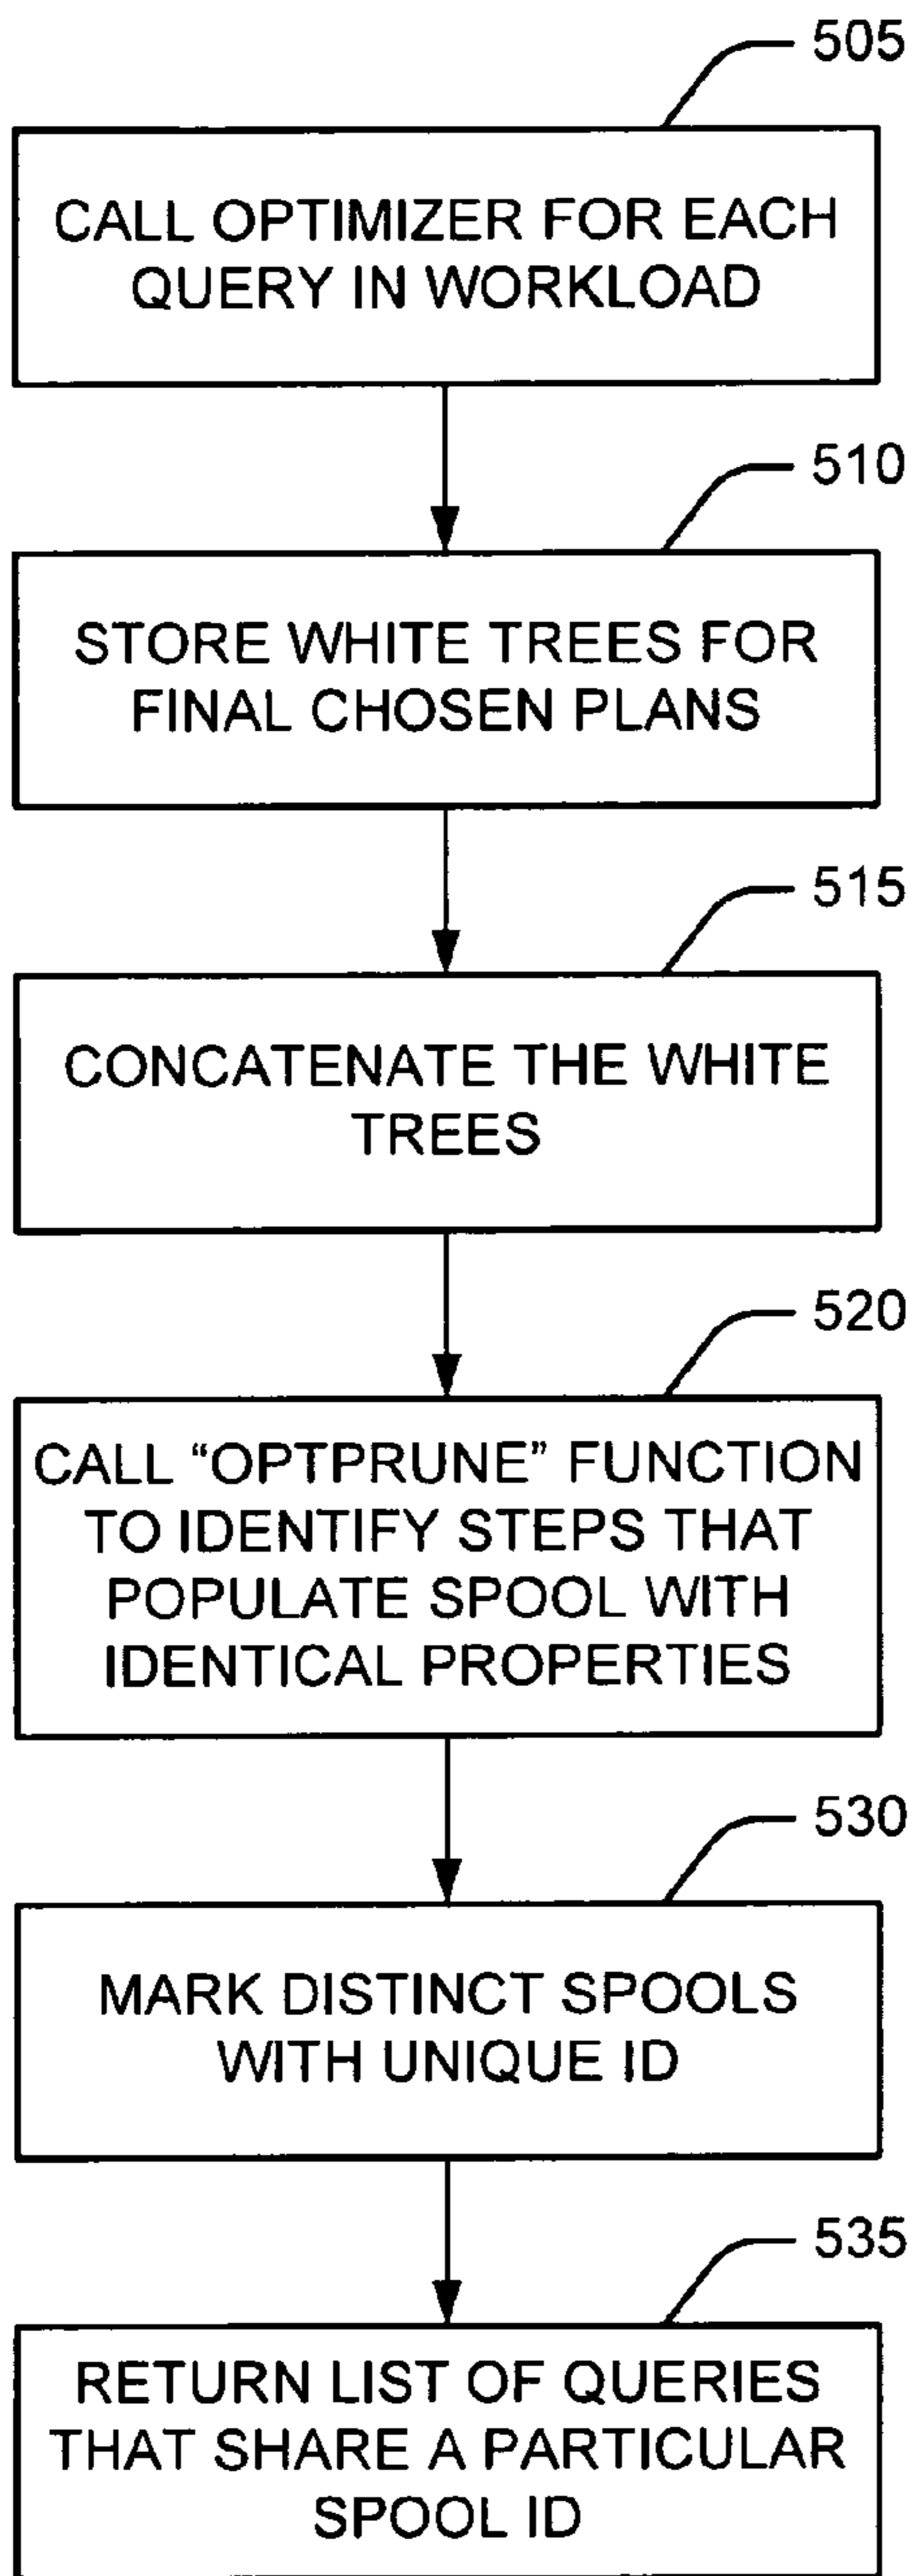 505
CALL OPTIMIZER FOR EACH
QUERY IN WORKLOAD
510
STORE WHITE TREES FOR
FINAL CHOSEN PLANS
515
CONCATENATE THE WHITE
TREES
520
CALL “OPTPRUNE” FUNCTION
TO IDENTIFY STEPS THAT
POPULATE SPOOL WITH
IDENTICAL PROPERTIES
530
MARK DISTINCT SPOOLS
WITH UNIQUE ID
535
RETURN LIST OF QUERIES
THAT SHARE A PARTICULAR
SPOOL ID